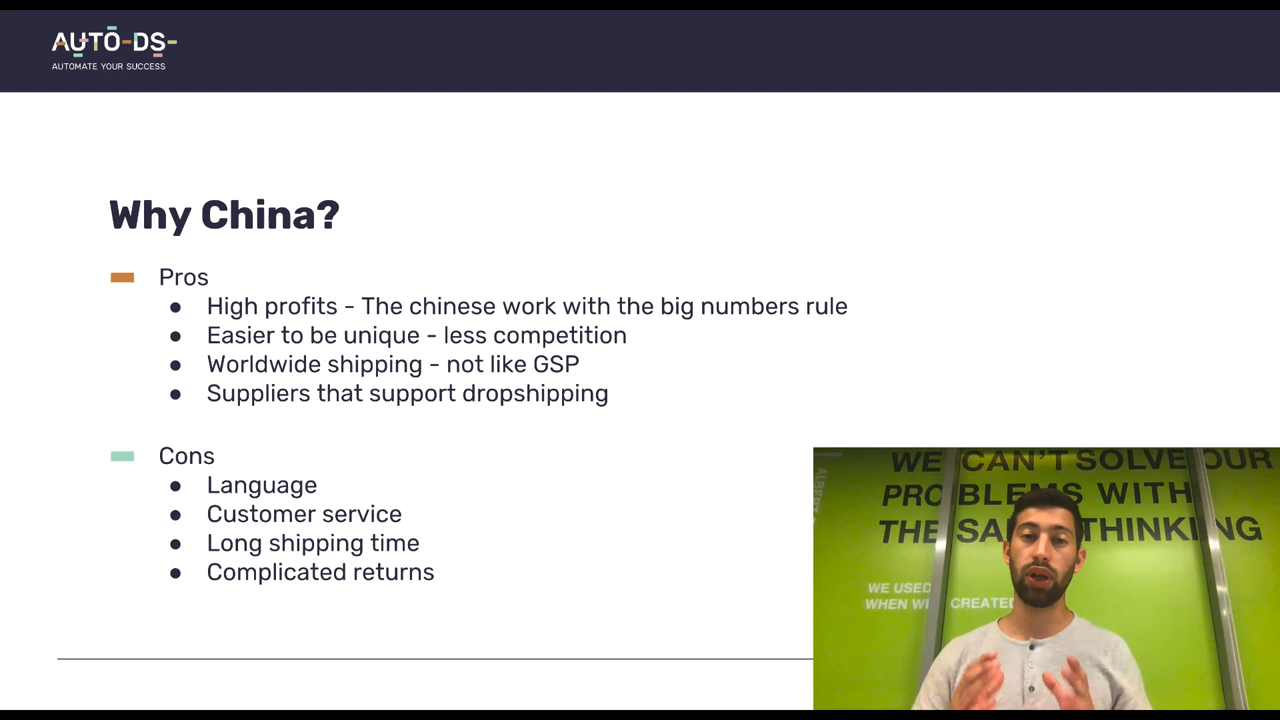 AUTO-DS-
AUTOMATE YOUR SUCCESS
Why China?
Pros
● High profits - The chinese work with the big numbers rule
● Easier to be unique - less competition
● Worldwide shipping - not like GSP
● Suppliers that support dropshipping
Cons
● Language
● Customer service
● Long shipping time
● Complicated returns
WE CAN'T SOLVE OUR
PROBLEMS WITH
THE SA THINKING
WE USED
WHEN WE CREATED